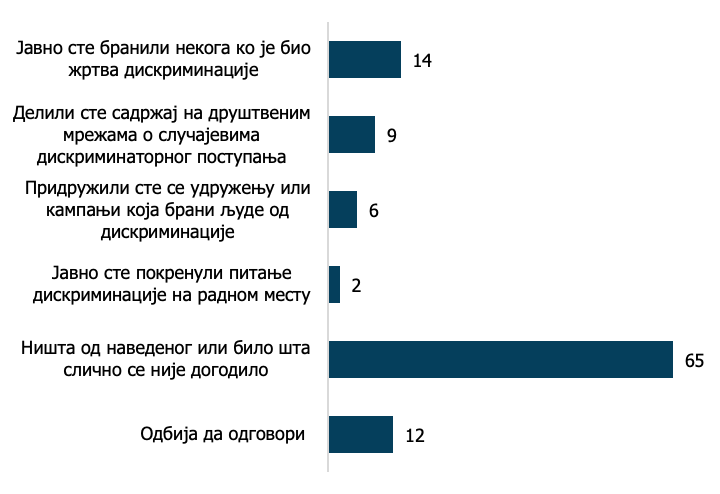 Јавно сте бранили некога ко је био
жртва дискриминације
14
Делили сте садржај на друштвеним
мрежама о случајевима
дискриминаторног поступања
9
Придружили сте се удружењу или
кампањи која брани људе од
дискриминације
6
Јавно сте покренули питање
дискриминације на радном месту
2
Ништа од наведеног или било шта
слично се није догодило
65
Одбија да одговори
12